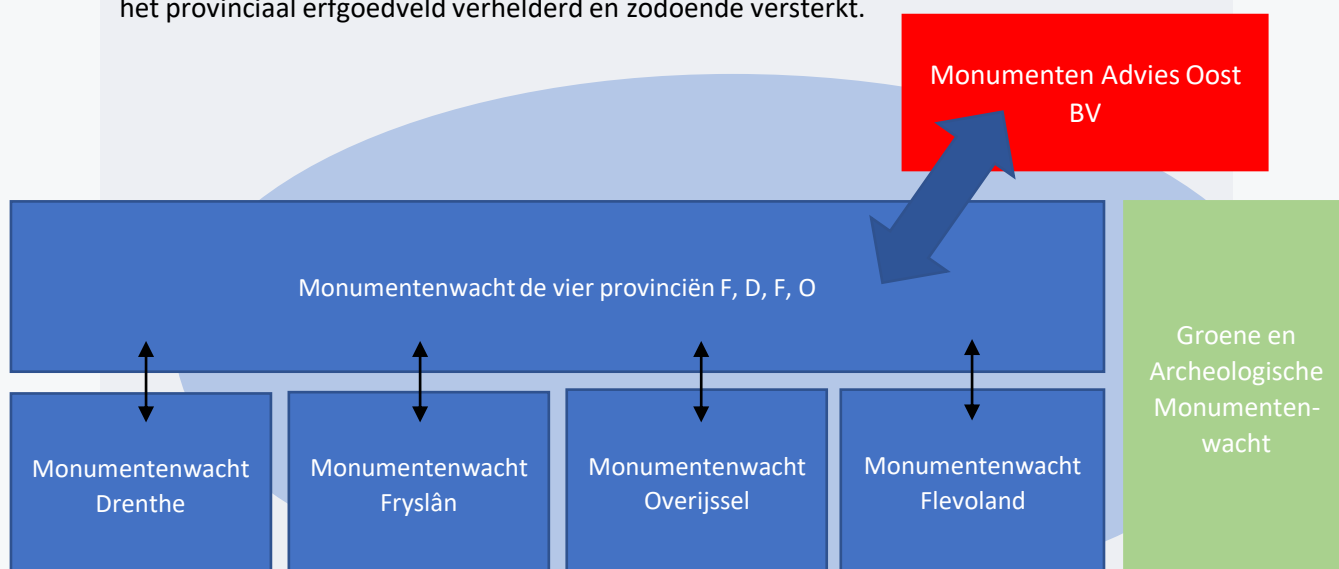 het provinciaal erfgoedveld verhelderd en zodoende versterkt.
Monumenten Advies Oost
BV
Monumentenwacht de vier provinciën F, D, F, O
Groene en
Archeologische
Monumenten-
wacht
Monumentenwacht
Drenthe
Monumentenwacht
Fryslân
Monumentenwacht
Overijssel
Monumentenwacht
Flevoland